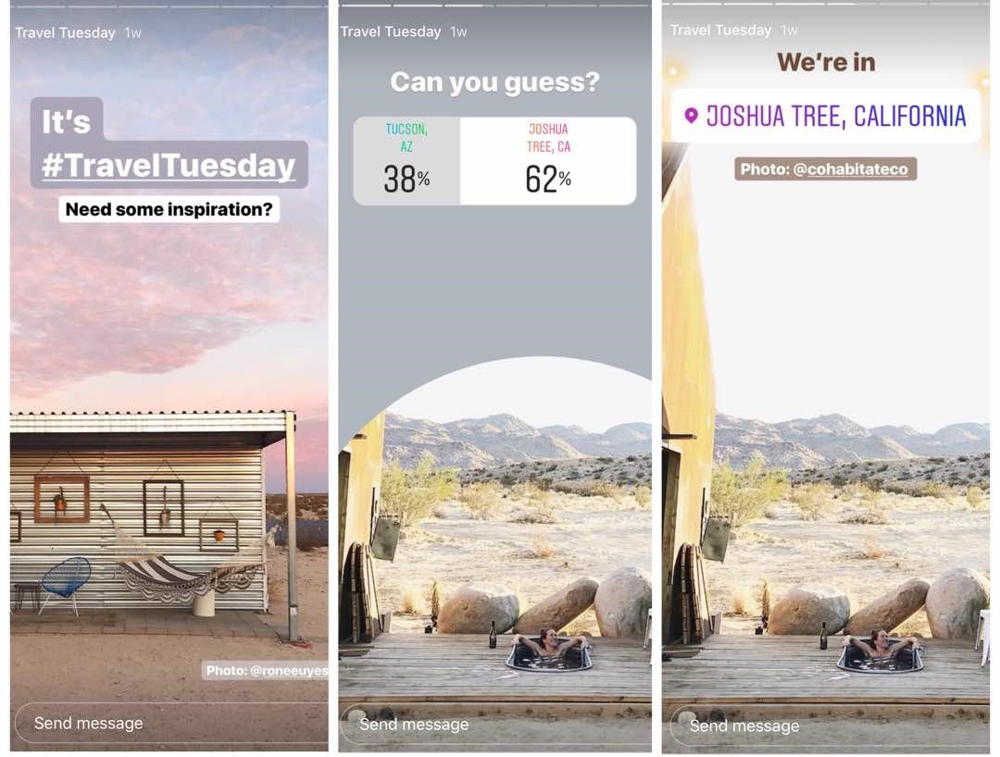 Travel Tuesday 1w
It’s
#TravelTuesday
Need some inspiration?
Photo: @roneeuyes
Send message
Travel Tuesday 1w
Can you guess?
TUCSON,
AZ
38%
JOSHUA
TREE, CA
62%
Send message
Travel Tuesday 1w
We’re in
JOSHUA TREE, CALIFORNIA
Photo: @cohabitateco
Send message